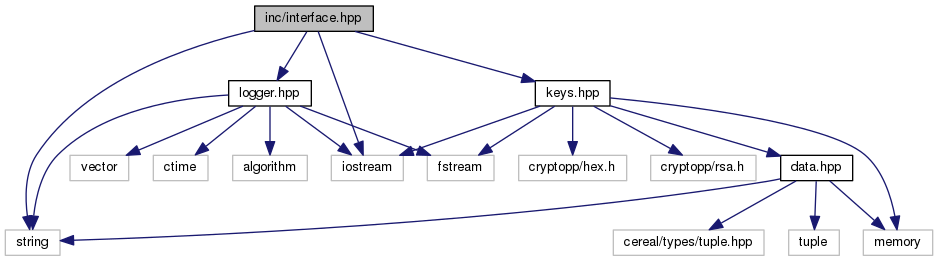 inc/interface.hpp
logger.hpp
keys.hpp
vector
ctime
algorithm
iostream
fstream
cryptopp/hex.h
cryptopp/rsa.h
data.hpp
string
cereal/types/tuple.hpp
tuple
memory